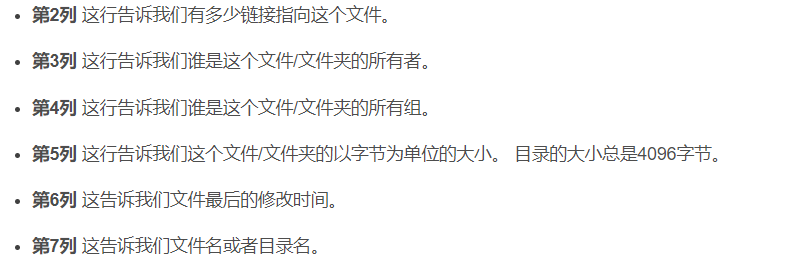 第2列 这行告诉我们有多少链接指向这个文件。
第3列 这行告诉我们谁是这个文件/文件夹的所有者。
第4列 这行告诉我们谁是这个文件/文件夹的所有组。
第5列 这行告诉我们这个文件/文件夹的以字节为单位的大小。 目录的大小总是4096字节。
第6列 这告诉我们文件最后的修改时间。
第7列 这告诉我们文件名或者目录名。